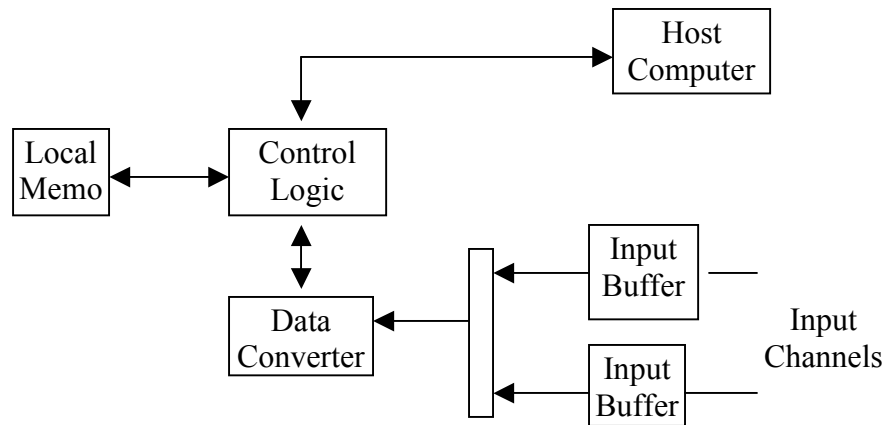 Host
Computer
Local
Memo
Control
Logic
Input
Buffer
Data
Converter
Input
Channels
Input
Buffer